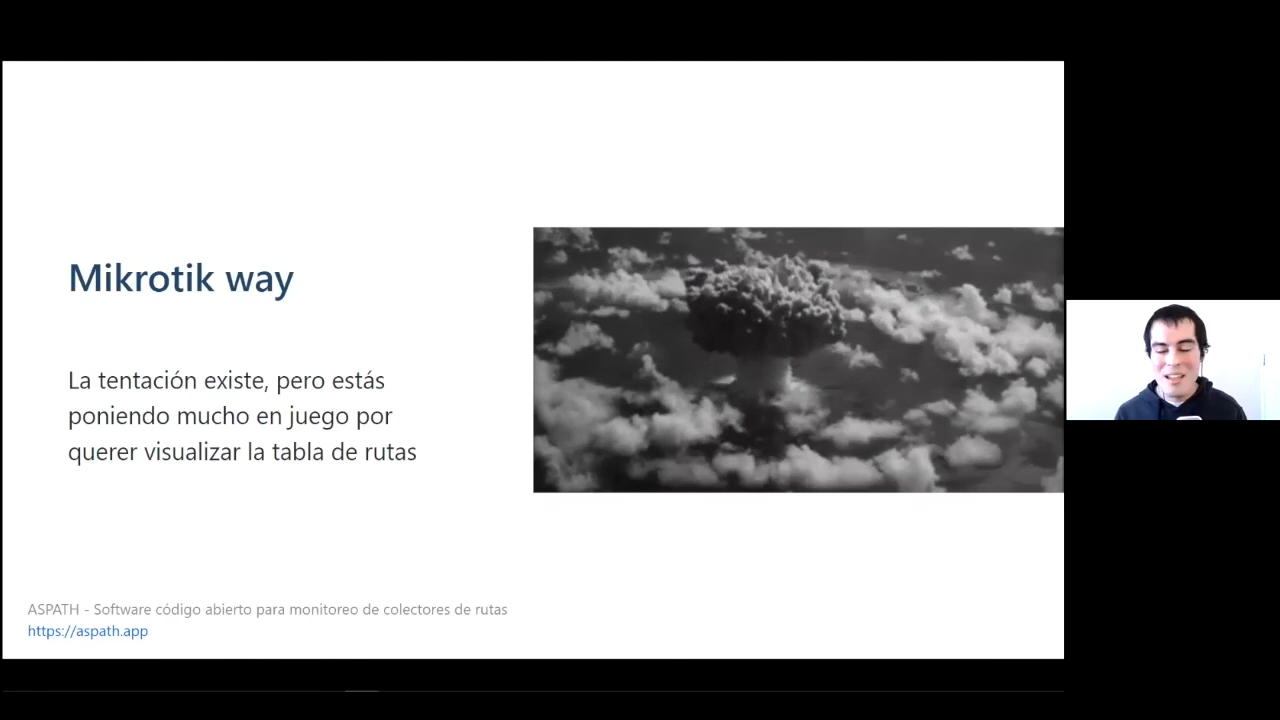 Mikrotik way
La tentación existe, pero estás
poniendo mucho en juego por
querer visualizar la tabla de rutas
ASPATH - Software código abierto para monitoreo de colectores de rutas
https://aspath.app